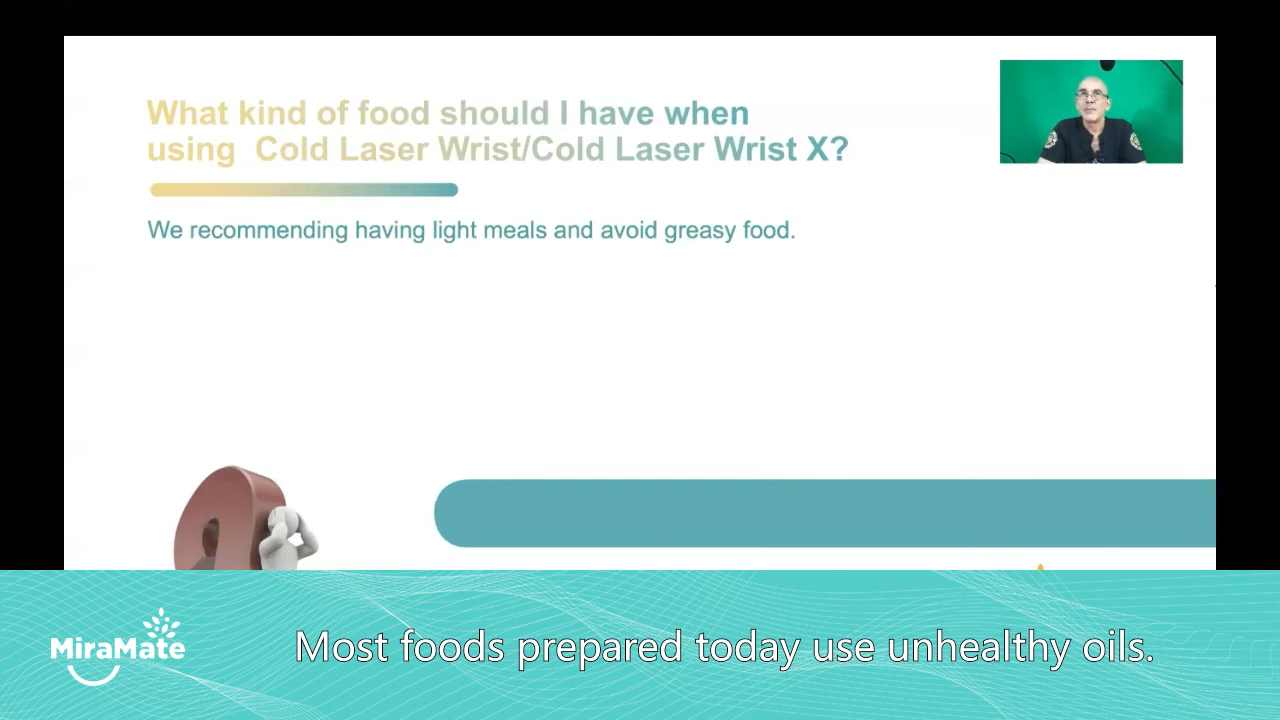 What kind of food should I have when
using  Cold Laser Wrist/Cold Laser Wrist X?
We recommending having light meals and avoid greasy food.
MiraMate
Most foods prepared today use unhealthy oils.